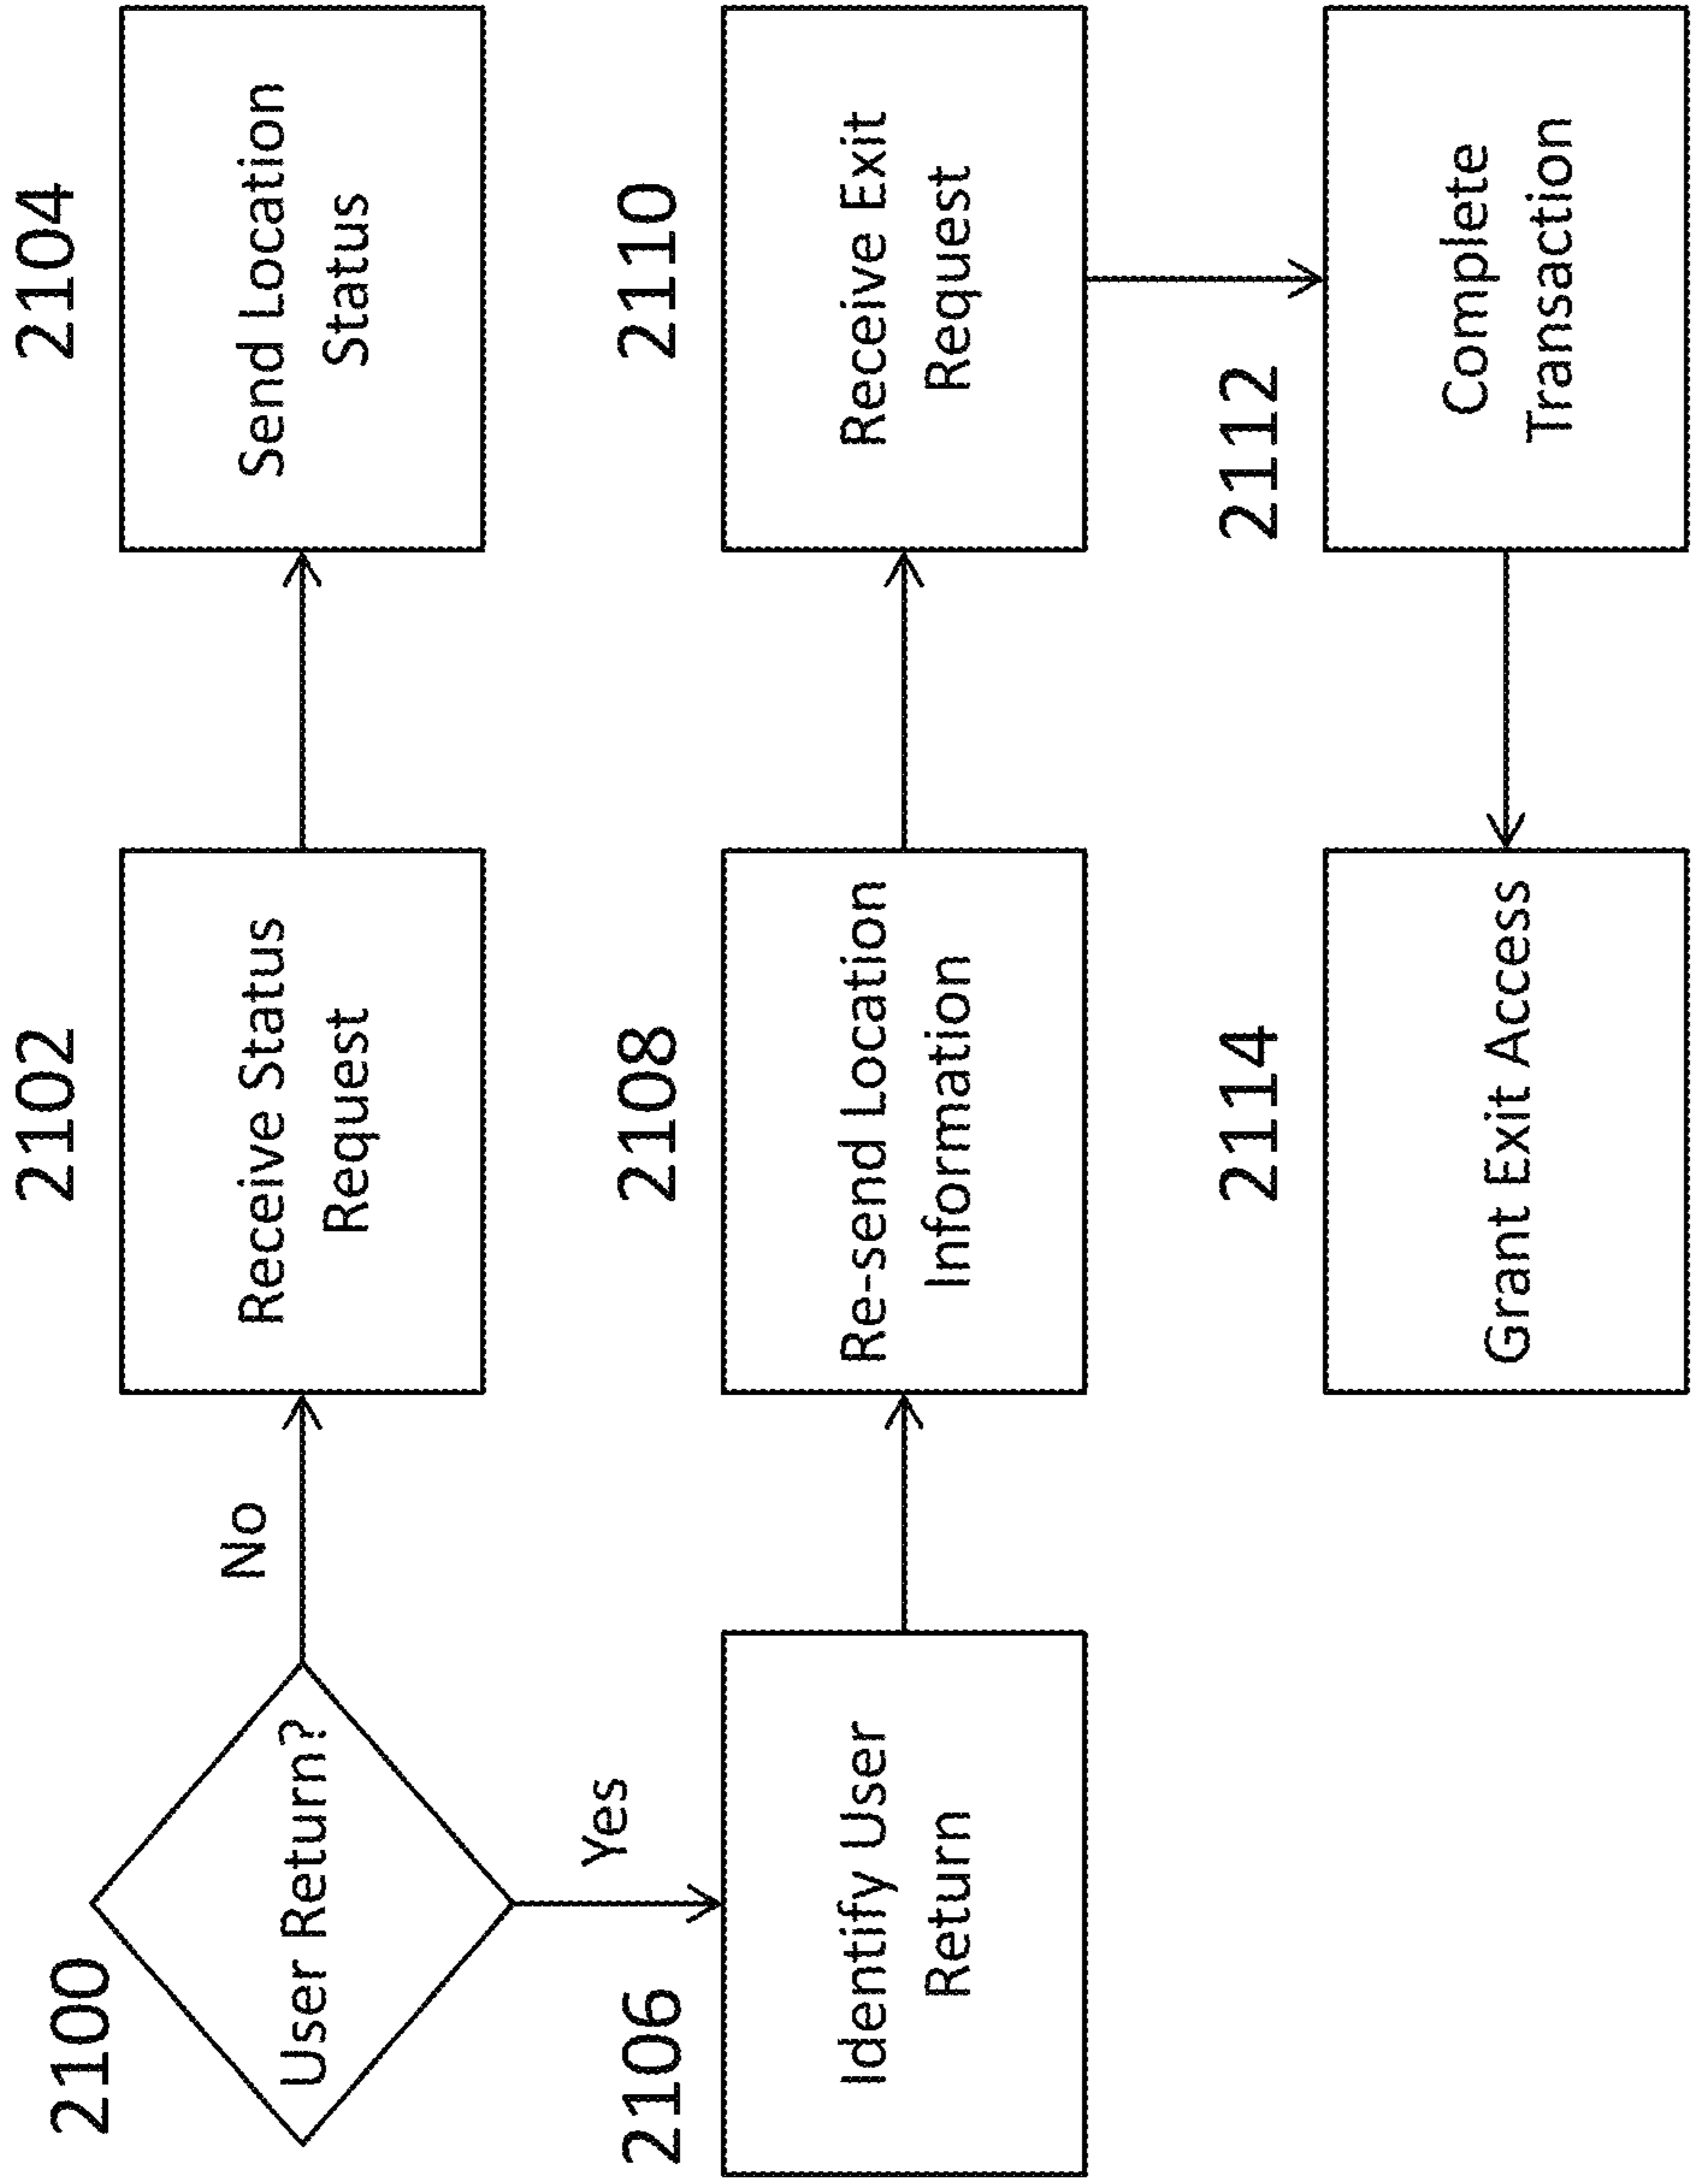 2100
User Return?
No
2102
Receive Status
Request
2104
Send Location
Status
Yes
2106
Identify User
Return
2108
Re-send Location
Information
2110
Receive Exit
Request
2112
Complete
Transaction
2114
Grant Exit Access